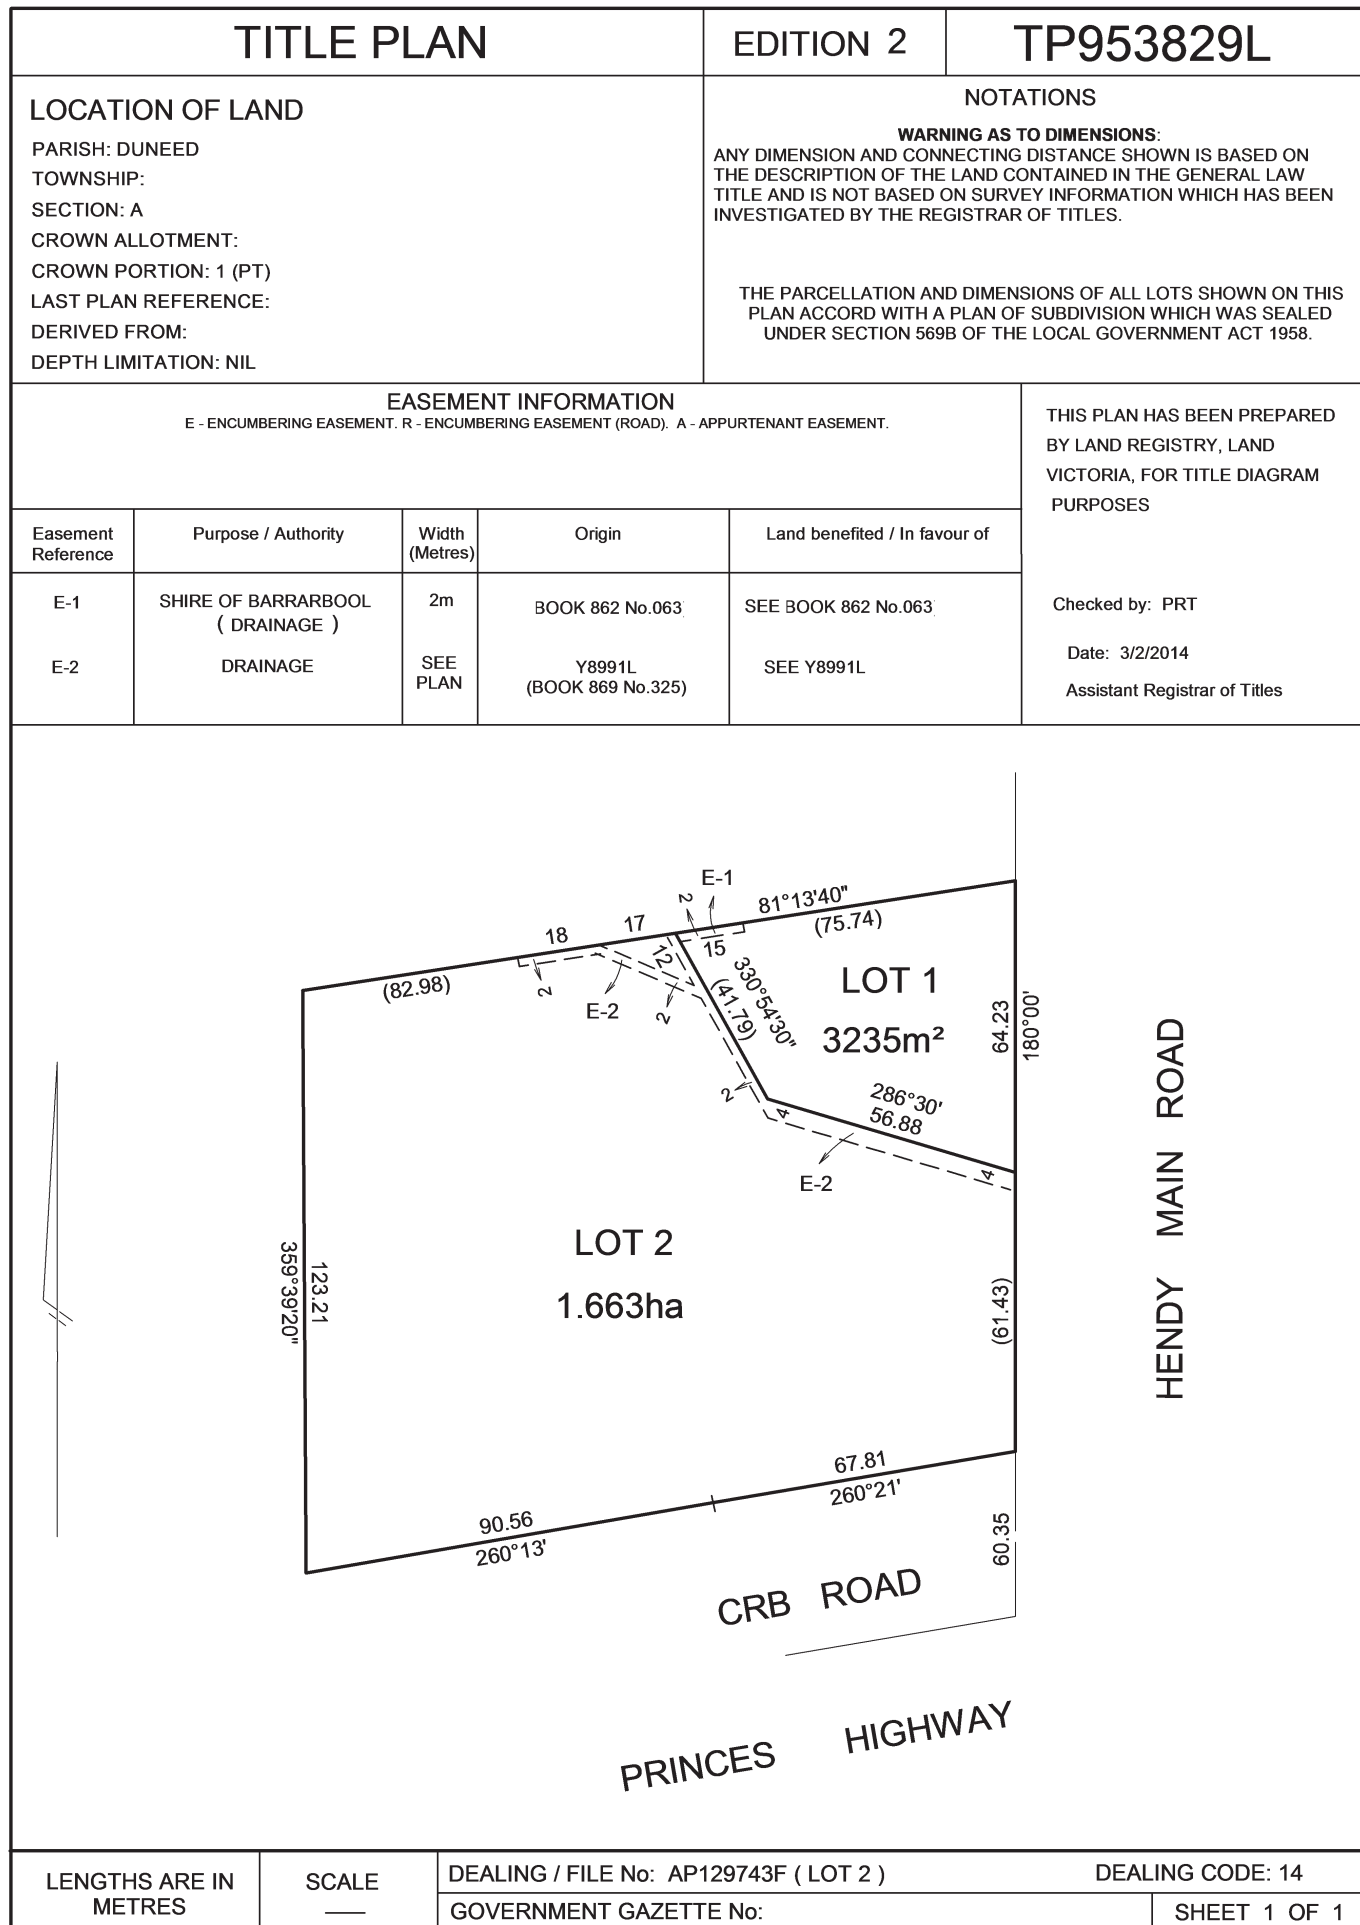 TITLE PLAN
EDITION 2
TP953829L
LOCATION OF LAND
PARISH: DUNEED
TOWNSHIP:
SECTION: A
CROWN ALLOTMENT:
CROWN PORTION: 1 (PT)
LAST PLAN REFERENCE:
DERIVED FROM:
DEPTH LIMITATION: NIL
NOTATIONS
WARNING AS TO DIMENSIONS:
ANY DIMENSION AND CONNECTING DISTANCE SHOWN IS BASED ON
THE DESCRIPTION OF THE LAND CONTAINED IN THE GENERAL LAW
TITLE AND IS NOT BASED ON SURVEY INFORMATION WHICH HAS BEEN
INVESTIGATED BY THE REGISTRAR OF TITLES.
THE PARCELLATION AND DIMENSIONS OF ALL LOTS SHOWN ON THIS
PLAN ACCORD WITH A PLAN OF SUBDIVISION WHICH WAS SEALED
UNDER SECTION 569B OF THE LOCAL GOVERNMENT ACT 1958.
EASEMENT INFORMATION
E - ENCUMBERING EASEMENT. R - ENCUMBERING EASEMENT (ROAD). A - APPURTENANT EASEMENT.
THIS PLAN HAS BEEN PREPARED
BY LAND REGISTRY, LAND
VICTORIA, FOR TITLE DIAGRAM
PURPOSES
Checked by: PRT
Date: 3/2/2014
Assistant Registrar of Titles
Easement
Reference
Purpose / Authority
Width
(Metres)
Origin
Land benefited / In favour of
E-1
SHIRE OF BARRARBOOL
( DRAINAGE )
2m
BOOK 862 No.063
SEE BOOK 862 No.063
E-2
DRAINAGE
SEE
PLAN
Y8991L
(BOOK 869 No.325)
SEE Y8991L
E-1
2
81°13'40"
(75.74)
17
18
15
12
(82.98)
2
E-2
2
330°54'30"
(41.79)
LOT 1
3235m²
64.23
180°00'
2
4
286°30'
56.88
4
E-2
HENDY MAIN ROAD
LOT 2
1.663ha
359°39'20"
123.21
(61.43)
67.81
260°21'
90.56
260°13'
60.35
CRB ROAD
PRINCES HIGHWAY
LENGTHS ARE IN
METRES
SCALE
DEALING / FILE No: AP129743F ( LOT 2 )
DEALING CODE: 14
GOVERNMENT GAZETTE No:
SHEET 1 OF 1